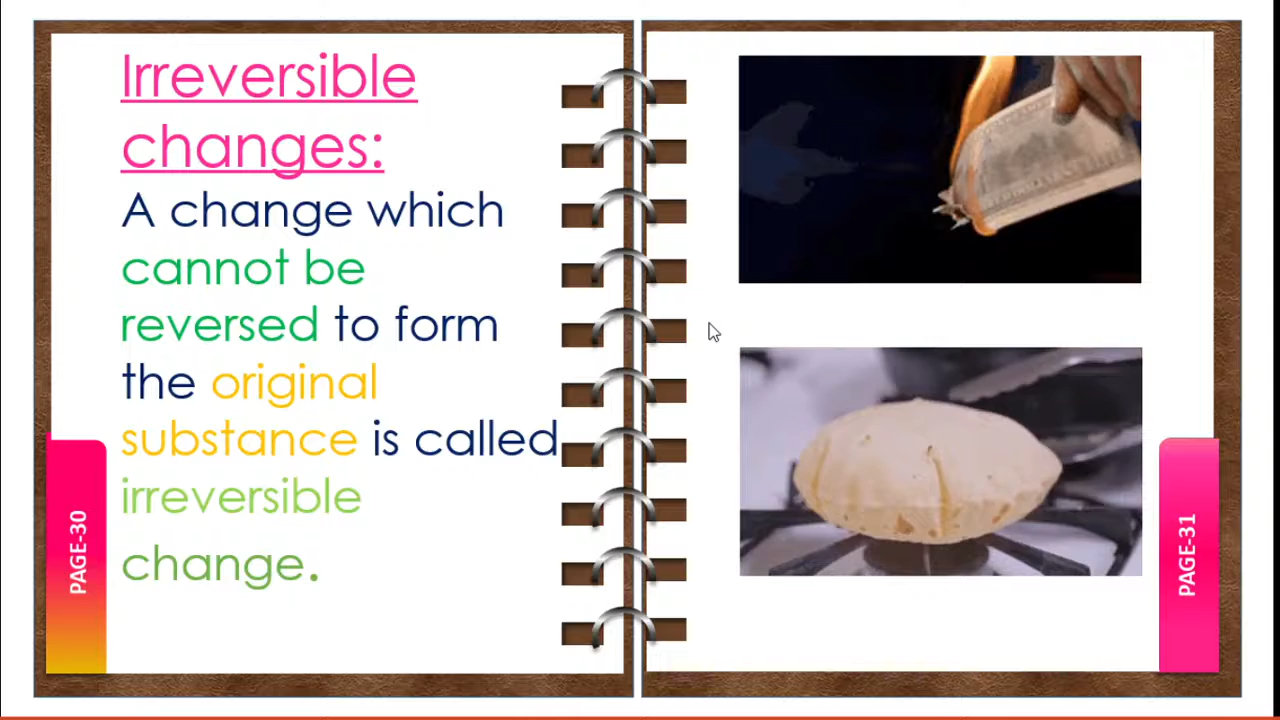 Irreversible
changes:
A change which
cannot be
reversed to form
the original
substance is called
irreversible
change.
PAGE-30
PAGE-31